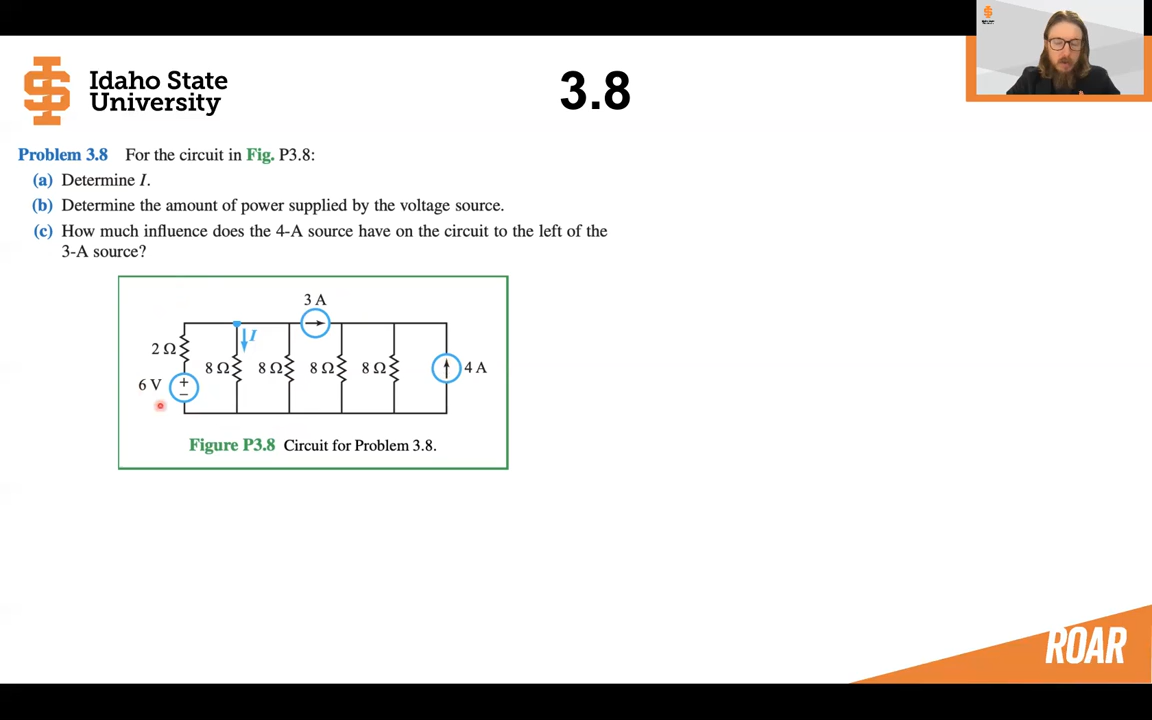 Idaho State
University
3.8
Problem 3.8 For the circuit in Fig. P3.8:
(a) Determine I.
(b) Determine the amount of power supplied by the voltage source.
(c) How much influence does the 4-A source have on the circuit to the left of the
3-A source?
3 A
I
2 Ω
8 Ω 8 Ω 8 Ω 8 Ω 4 A
6 V
+
−
Figure P3.8 Circuit for Problem 3.8.
ROAR